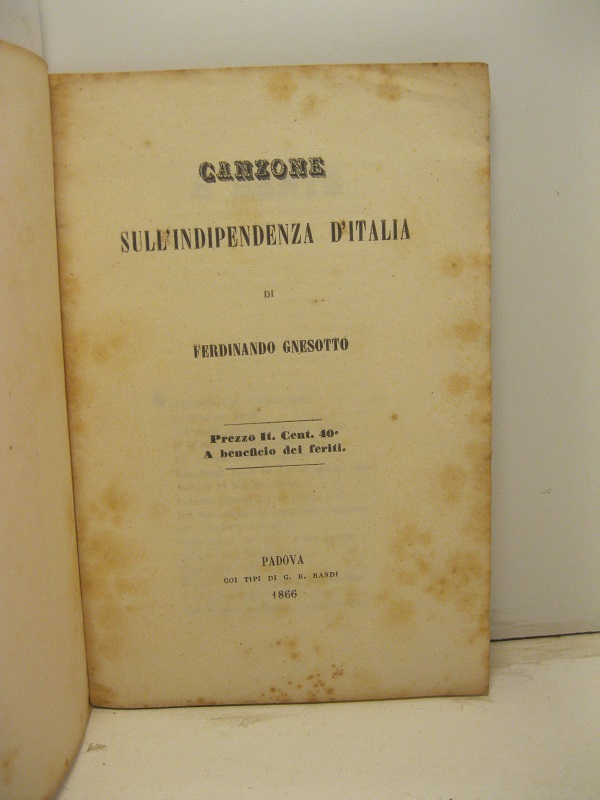 CANZONE
SULL'INDIPENDENZA D'ITALIA
DI
FERDINANDO GNESOTTO
Prezzo It. Cent. 40.
A beneficio dei feriti.
PADOVA
COI TIPI DI G. B. RANDI
1866